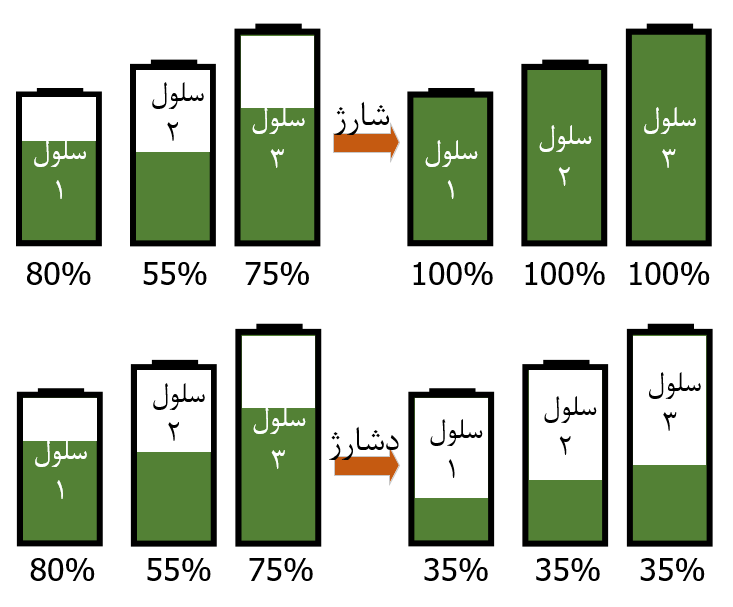 سلول
۱
سلول
۲
سلول
۳
شارژ
سلول
۱
سلول
۲
سلول
۳
80%
55%
75%
100%
100%
100%
سلول
۱
سلول
۲
سلول
۳
دشارژ
سلول
۱
سلول
۲
سلول
۳
80%
55%
75%
35%
35%
35%